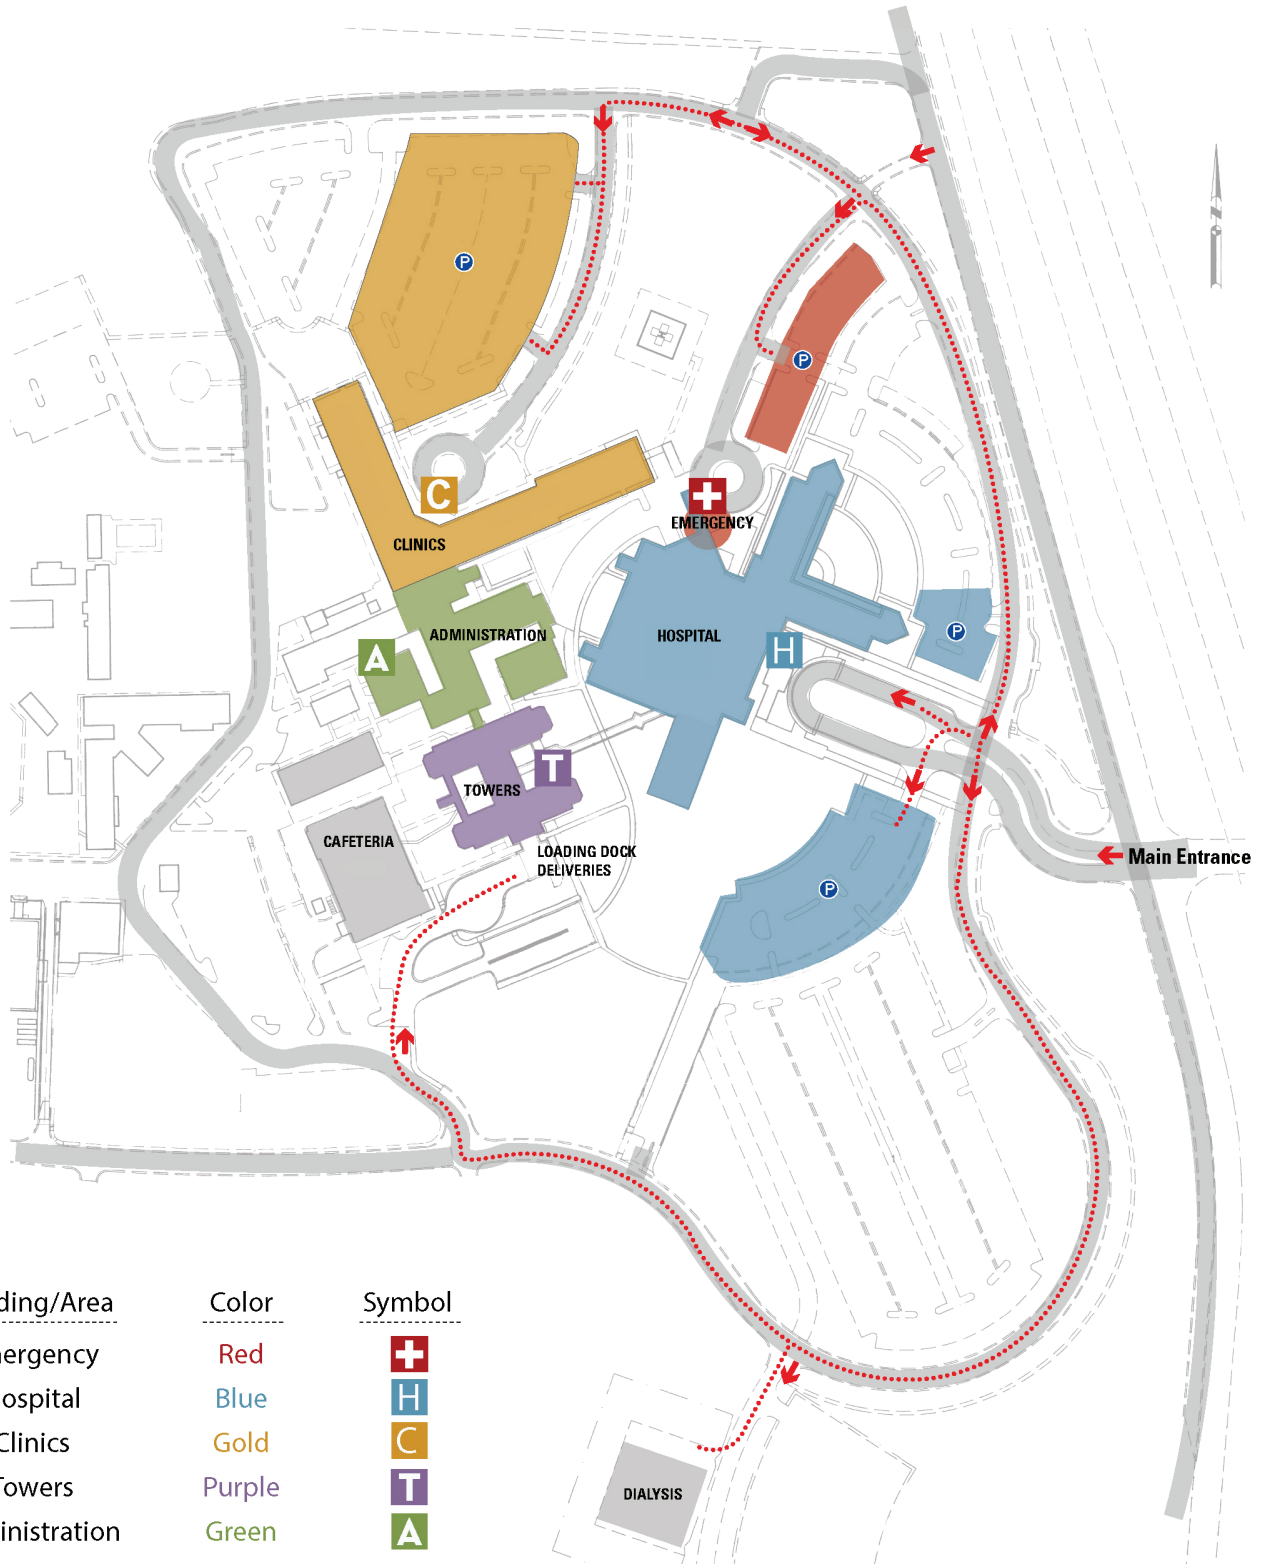 P
P
C
EMERGENCY
CLINICS
P
ADMINISTRATION
HOSPITAL
H
A
T
TOWERS
CAFETERIA
LOADING DOCK
DELIVERIES
Main Entrance
P
ding/Area Color Symbol
ergency Red
ospital Blue H
Clinics Gold C
Towers Purple T
inistration Green A
DIALYSIS